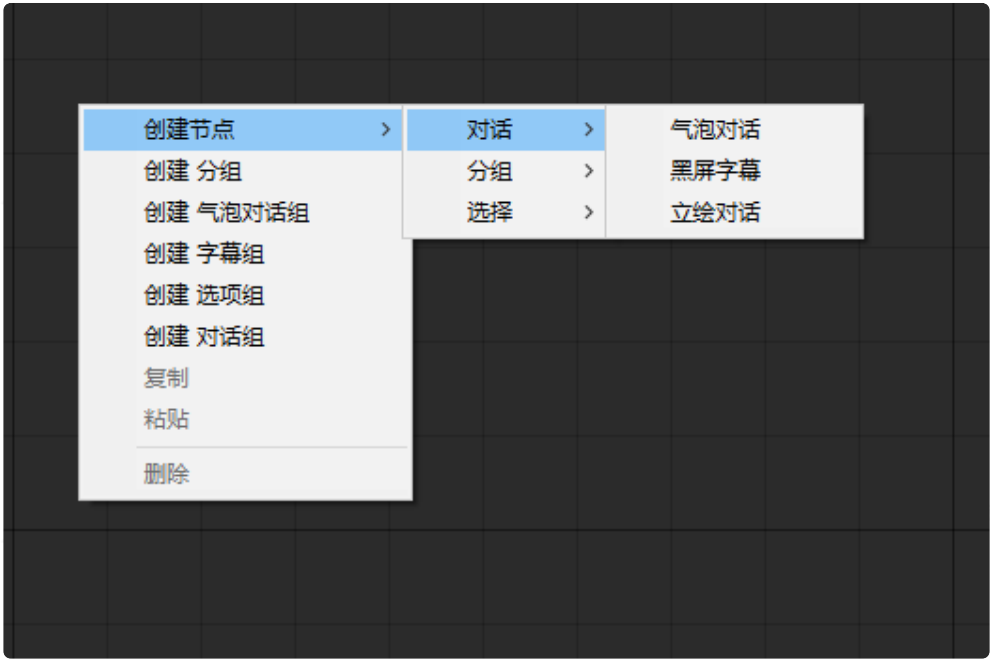 创建节点
创建 分组
创建 气泡对话组
创建 字幕组
创建 选项组
创建 对话组
复制
粘贴
删除
对话
分组
选择
气泡对话
黑屏字幕
立绘对话